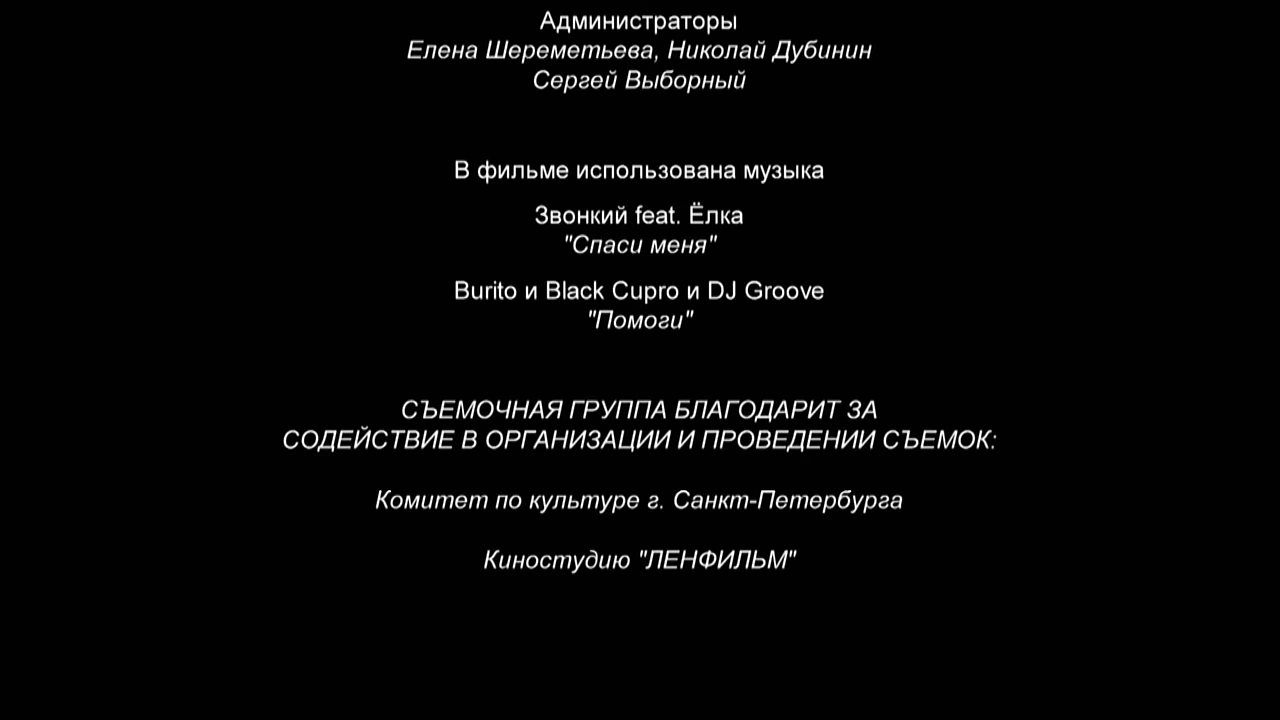 Администраторы
Елена Шереметьева, Николай Дубинин
Сергей Выборный
В фильме использована музыка
Звонкий feat. Ёлка
"Спаси меня"
Burito и Black Cupro и DJ Groove
"Помоги"
СЪЕМОЧНАЯ ГРУППА БЛАГОДАРИТ ЗА
СОДЕЙСТВИЕ В ОРГАНИЗАЦИИ И ПРОВЕДЕНИИ СЪЕМОК:
Комитет по культуре г. Санкт-Петербурга
Киностудию "ЛЕНФИЛЬМ"